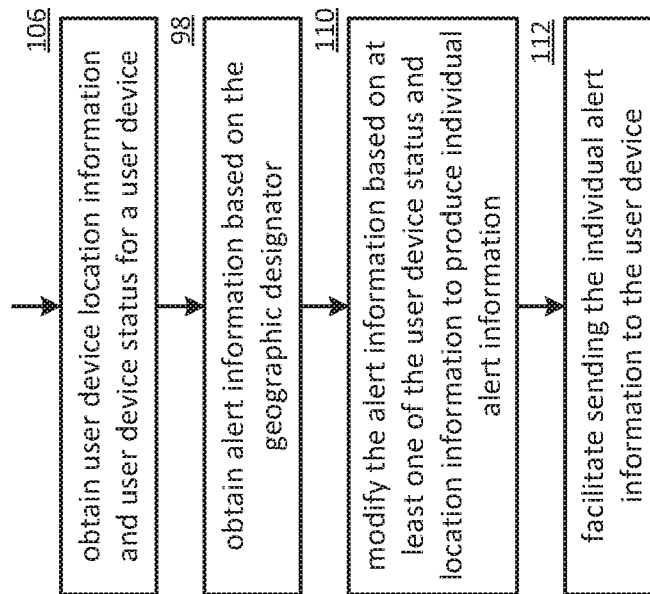 106
obtain user device location information
and user device status for a user device
98
obtain alert information based on the
geographic designator
110
modify the alert information based on at
least one of the user device status and
location information to produce individual
alert information
112
facilitate sending the individual alert
information to the user device